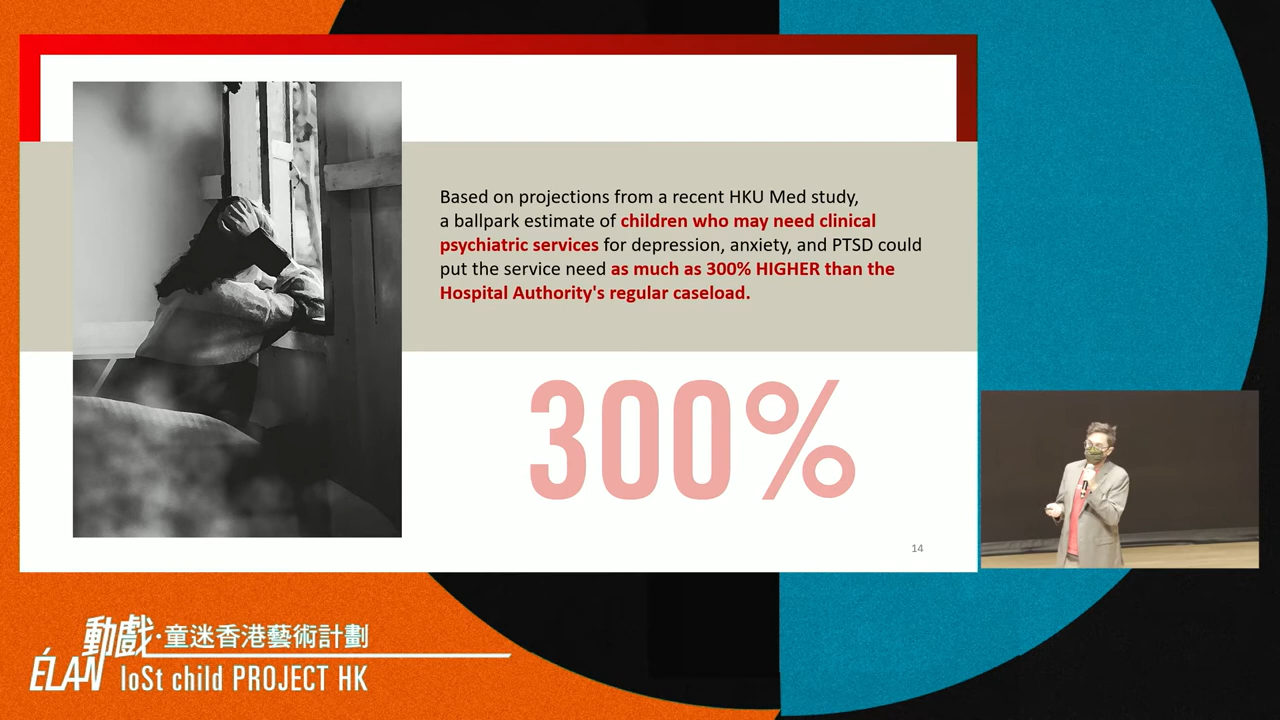 Based on projections from a recent HKU Med study,
a ballpark estimate of children who may need clinical
psychiatric services for depression, anxiety, and PTSD could
put the service need as much as 300% HIGHER than the
Hospital Authority's regular caseload.
300%
14
動戲·童迷香港藝術計劃
ÉLAN loSt child PROJECT HK